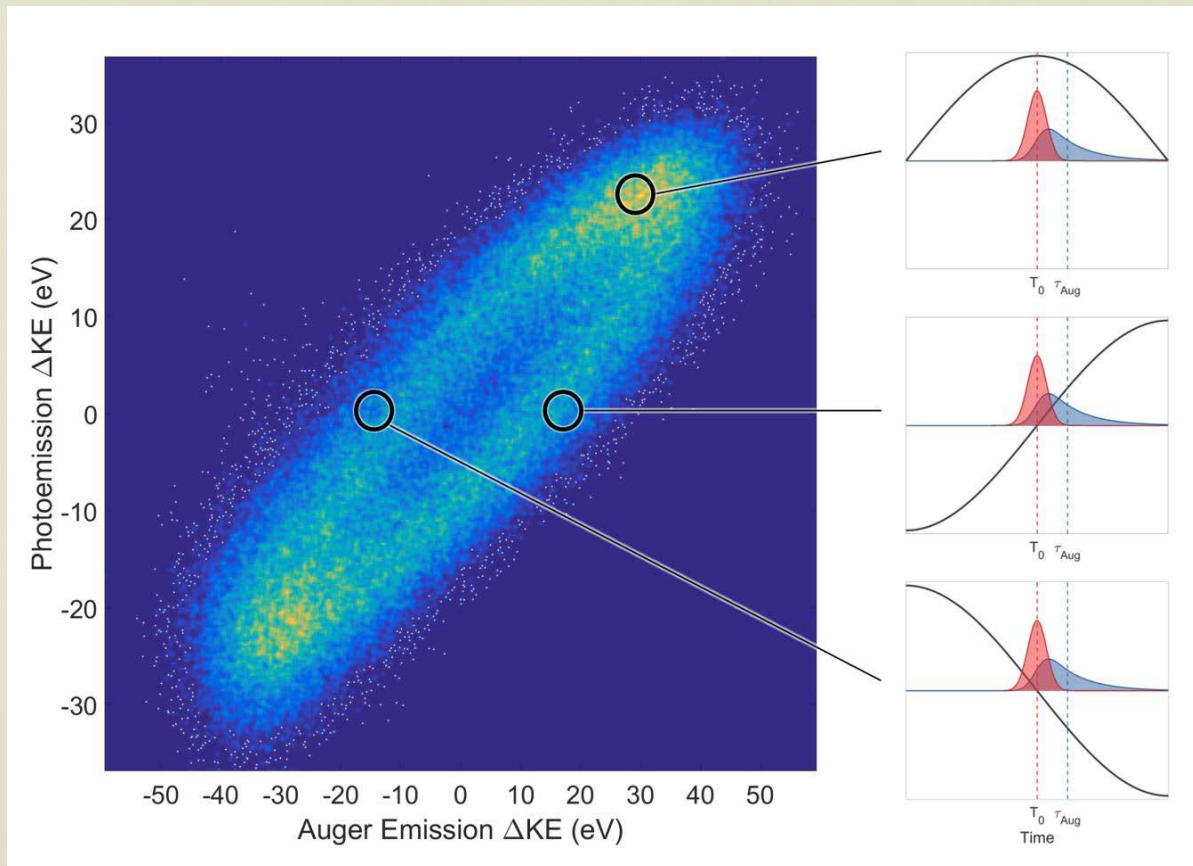 30
20
10
0
-10
-20
-30
Photoemission ΔKE (eV)
-50 -40 -30 -20 -10 0 10 20 30 40 50
Auger Emission ΔKE (eV)
T₀ τAug
T₀ τAug
T₀ τAug
Time